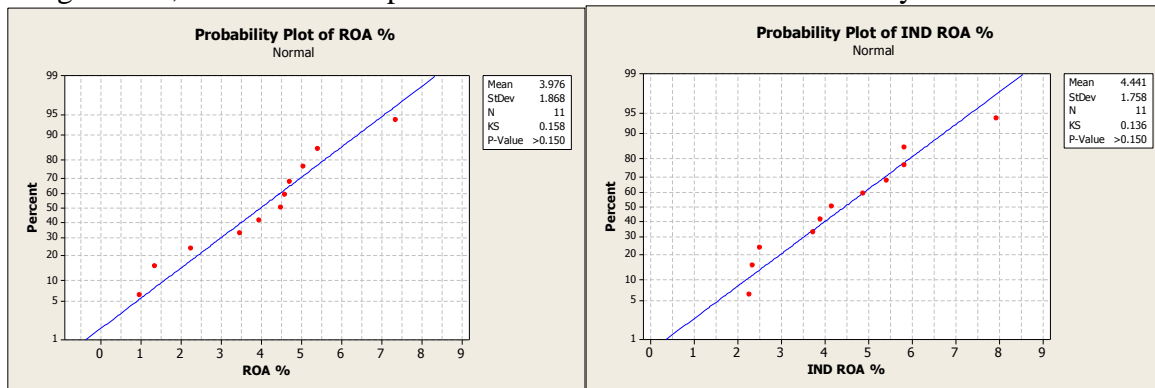 Probability Plot of ROA %
Normal
99
95
90
80
70
60
50
40
30
20
10
5
1
Percent
0 1 2 3 4 5 6 7 8 9
ROA %
Mean 3.976
StDev 1.868
N 11
KS 0.158
P-Value >0.150
Probability Plot of IND ROA %
Normal
99
95
90
80
70
60
50
40
30
20
10
5
1
Percent
0 1 2 3 4 5 6 7 8 9
IND ROA %
Mean 4.441
StDev 1.758
N 11
KS 0.136
P-Value >0.150